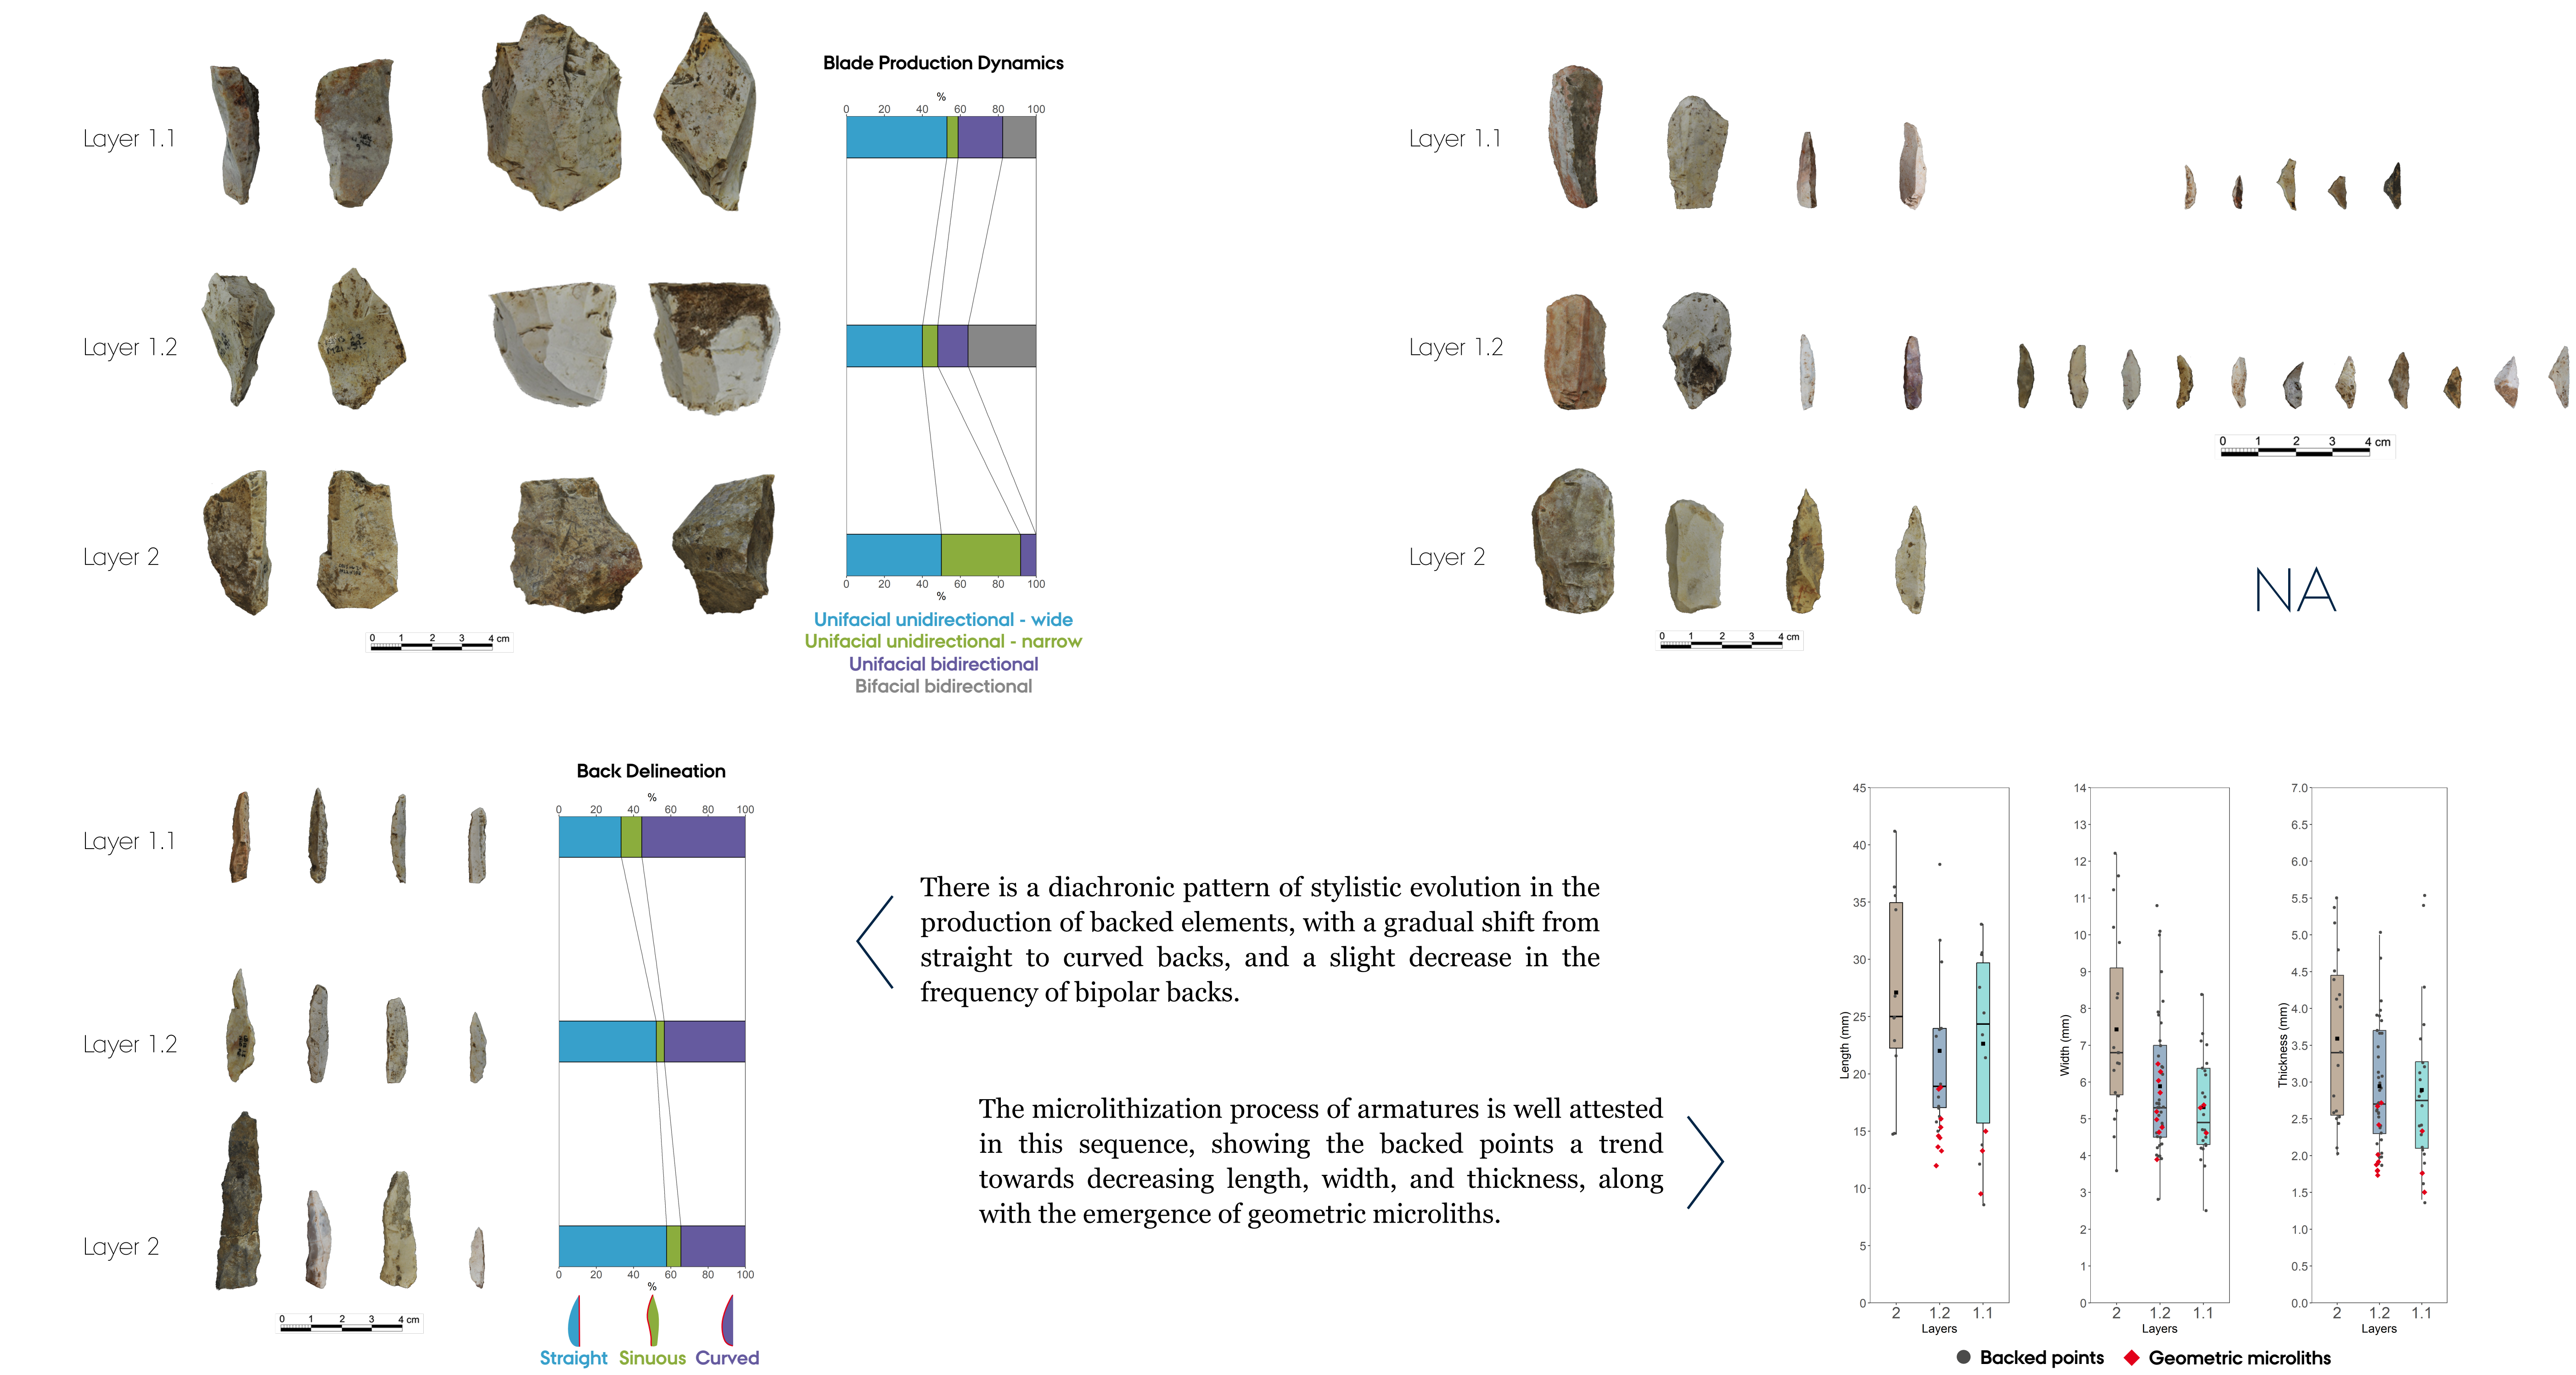 Blade Production Dynamics
%
0 20 40 60 80 100
Layer 1.1
Layer 1.2
Layer 2
0 20 40 60 80 100
%
0 1 2 3 4 cm
Unifacial unidirectional - wide
Unifacial unidirectional - narrow
Unifacial bidirectional
Bifacial bidirectional
Layer 1.1
Layer 1.2
0 1 2 3 4 cm
Layer 2
NA
0 1 2 3 4 cm
Back Delineation
%
0 20 40 60 80 100
Layer 1.1
Layer 1.2
Layer 2
0 20 40 60 80 100
%
0 1 2 3 4 cm
Straight Sinuous Curved
There is a diachronic pattern of stylistic evolution in the
production of backed elements, with a gradual shift from
straight to curved backs, and a slight decrease in the
frequency of bipolar backs.
The microlithization process of armatures is well attested
in this sequence, showing the backed points a trend
towards decreasing length, width, and thickness, along
with the emergence of geometric microliths.
Length (mm)
45
40
35
30
25
20
15
10
5
0
2 1.2 1.1
Layers
Width (mm)
14
13
12
11
10
9
8
7
6
5
4
3
2
1
0
2 1.2 1.1
Layers
Thickness (mm)
7.0
6.5
6.0
5.5
5.0
4.5
4.0
3.5
3.0
2.5
2.0
1.5
1.0
0.5
0.0
2 1.2 1.1
Layers
Backed points Geometric microliths